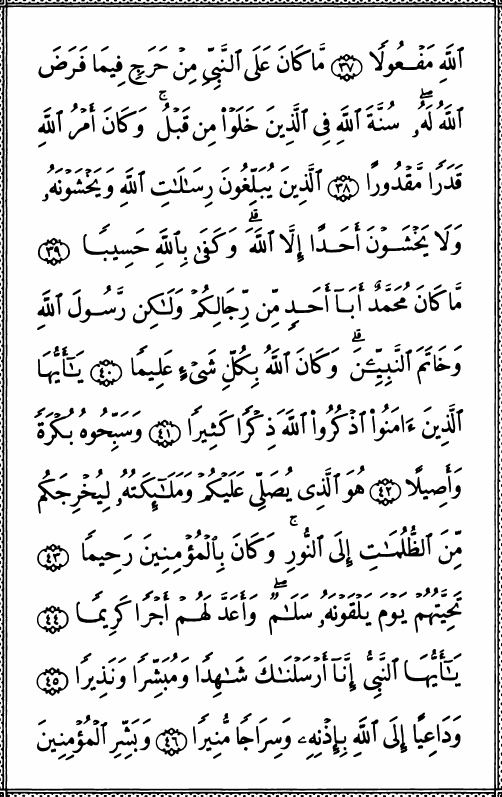 ٱللَّهِ مَفْعُولًا ٣٧ مَّا كَانَ عَلَى ٱلنَّبِىِّ مِنْ حَرَجٍ فِيمَا فَرَضَ
ٱللَّهُ لَهُۥ ۖ سُنَّةَ ٱللَّهِ فِى ٱلَّذِينَ خَلَوْا۟ مِن قَبْلُ ۚ وَكَانَ أَمْرُ ٱللَّهِ
قَدَرًا مَّقْدُورًا ٣٨ ٱلَّذِينَ يُبَلِّغُونَ رِسَـٰلَـٰتِ ٱللَّهِ وَيَخْشَوْنَهُۥ
وَلَا يَخْشَوْنَ أَحَدًا إِلَّا ٱللَّهَ ۗ وَكَفَىٰ بِٱللَّهِ حَسِيبًا ٣٩
مَّا كَانَ مُحَمَّدٌ أَبَآ أَحَدٍ مِّن رِّجَالِكُمْ وَلَـٰكِن رَّسُولَ ٱللَّهِ
وَخَاتَمَ ٱلنَّبِيِّـۧنَ ۗ وَكَانَ ٱللَّهُ بِكُلِّ شَىْءٍ عَلِيمًا ٤٠ يَـٰٓأَيُّهَا
ٱلَّذِينَ ءَامَنُوا۟ ٱذْكُرُوا۟ ٱللَّهَ ذِكْرًا كَثِيرًا ٤١ وَسَبِّحُوهُ بُكْرَةً
وَأَصِيلًا ٤٢ هُوَ ٱلَّذِى يُصَلِّى عَلَيْكُمْ وَمَلَـٰٓئِكَتُهُۥ لِيُخْرِجَكُم
مِّنَ ٱلظُّلُمَـٰتِ إِلَى ٱلنُّورِ ۚ وَكَانَ بِٱلْمُؤْمِنِينَ رَحِيمًا ٤٣
تَحِيَّتُهُمْ يَوْمَ يَلْقَوْنَهُۥ سَلَـٰمٌ ۖ وَأَعَدَّ لَهُمْ أَجْرًا كَرِيمًا ٤٤
يَـٰٓأَيُّهَا ٱلنَّبِىُّ إِنَّآ أَرْسَلْنَـٰكَ شَـٰهِدًا وَمُبَشِّرًا وَنَذِيرًا ٤٥
وَدَاعِيًا إِلَى ٱللَّهِ بِإِذْنِهِۦ وَسِرَاجًا مُّنِيرًا ٤٦ وَبَشِّرِ ٱلْمُؤْمِنِينَ